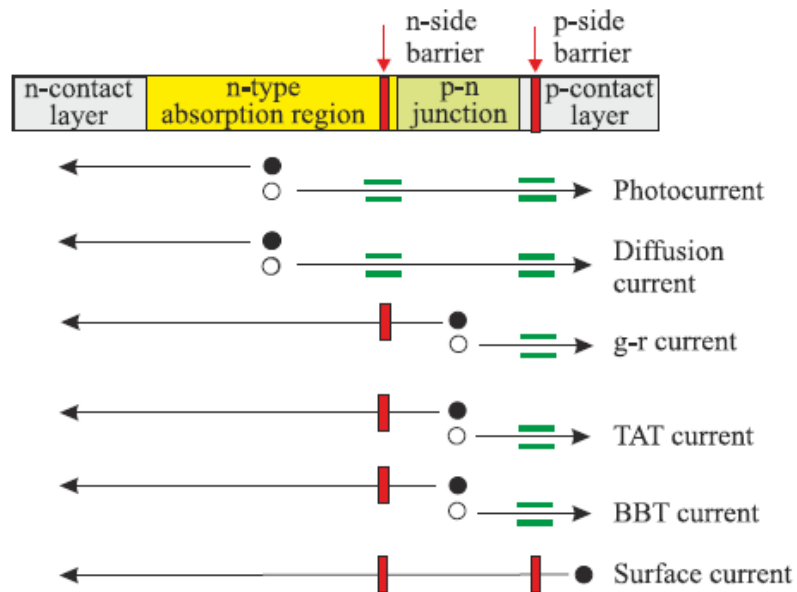 n-side
barrier
p-side
barrier
n-contact
layer
n-type
absorption region
p-n
junction
p-contact
layer
Photocurrent
Diffusion
current
g-r current
TAT current
BBT current
Surface current